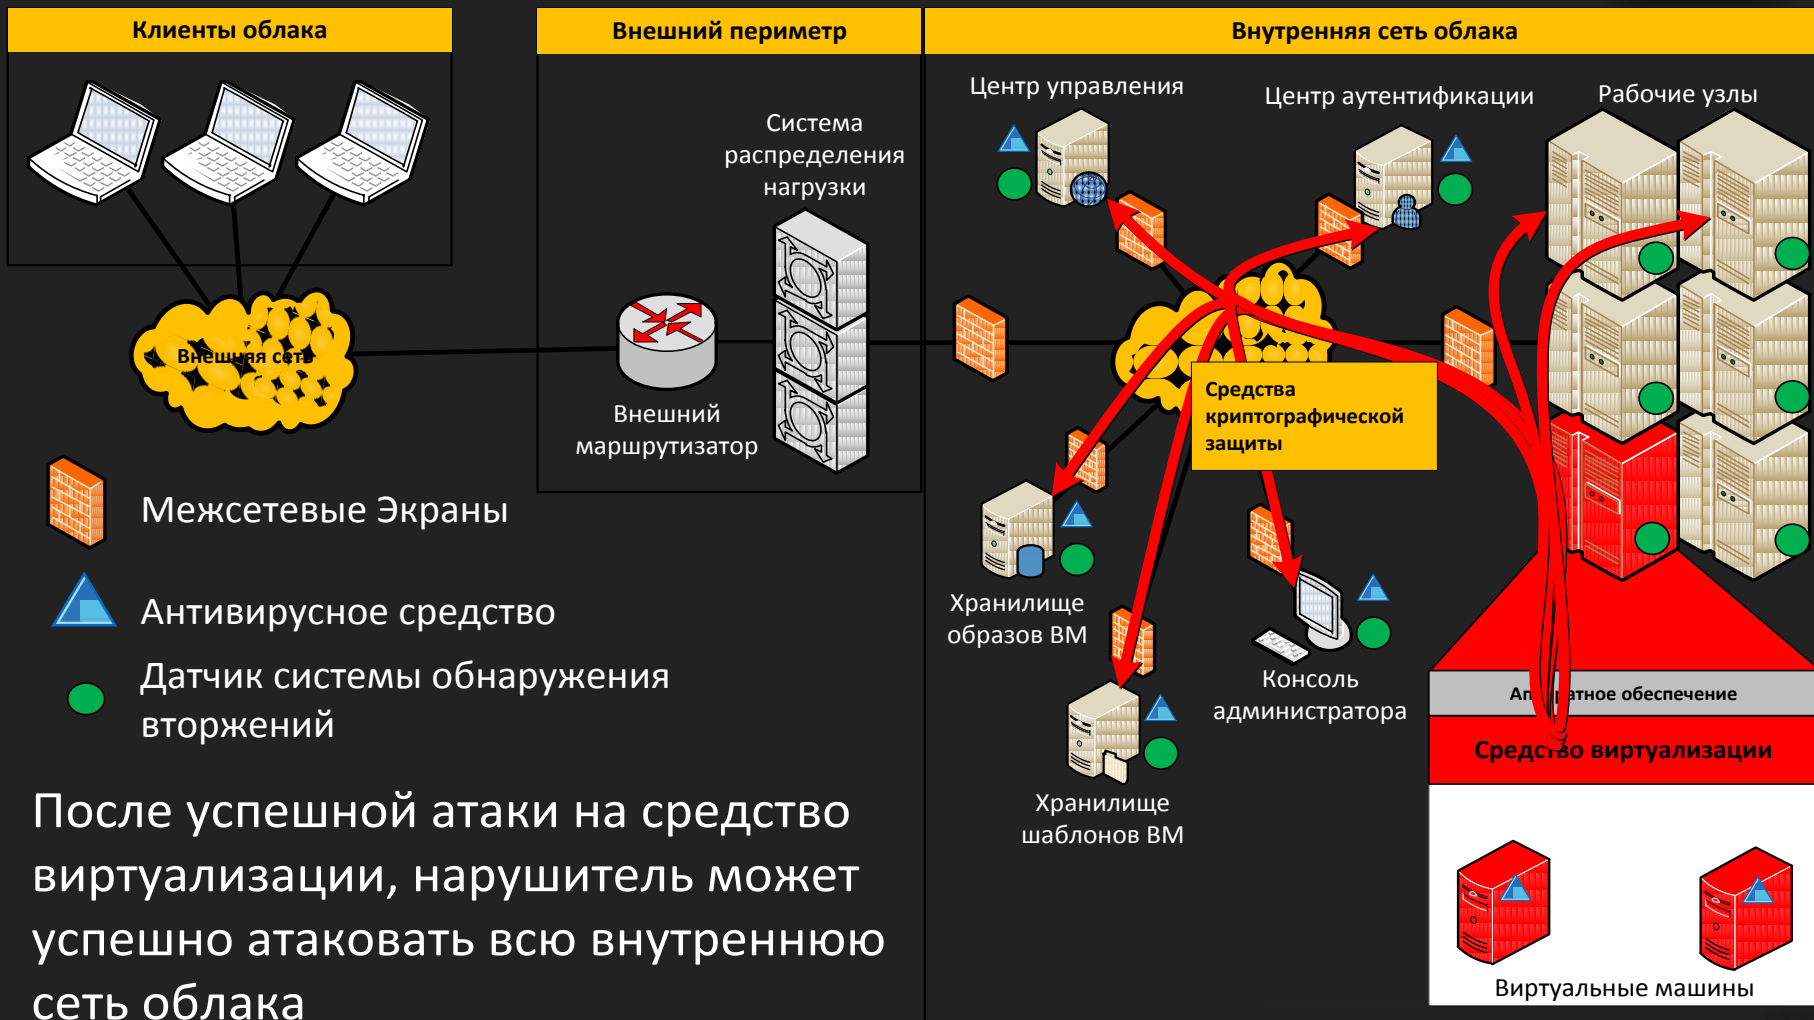 Клиенты облака
Внешний периметр
Внутренняя сеть облака
Центр управления
Центр аутентификации
Рабочие узлы
Система
распределения
нагрузки
Внешняя сеть
Внешний
маршрутизатор
Средства
криптографической
защиты
Межсетевые Экраны
Антивирусное средство
Датчик системы обнаружения
вторжений
Хранилище
образов ВМ
Консоль
администратора
Хранилище
шаблонов ВМ
Аппаратное обеспечение
Средство виртуализации
Виртуальные машины
После успешной атаки на средство
виртуализации, нарушитель может
успешно атаковать всю внутреннюю
сеть облака